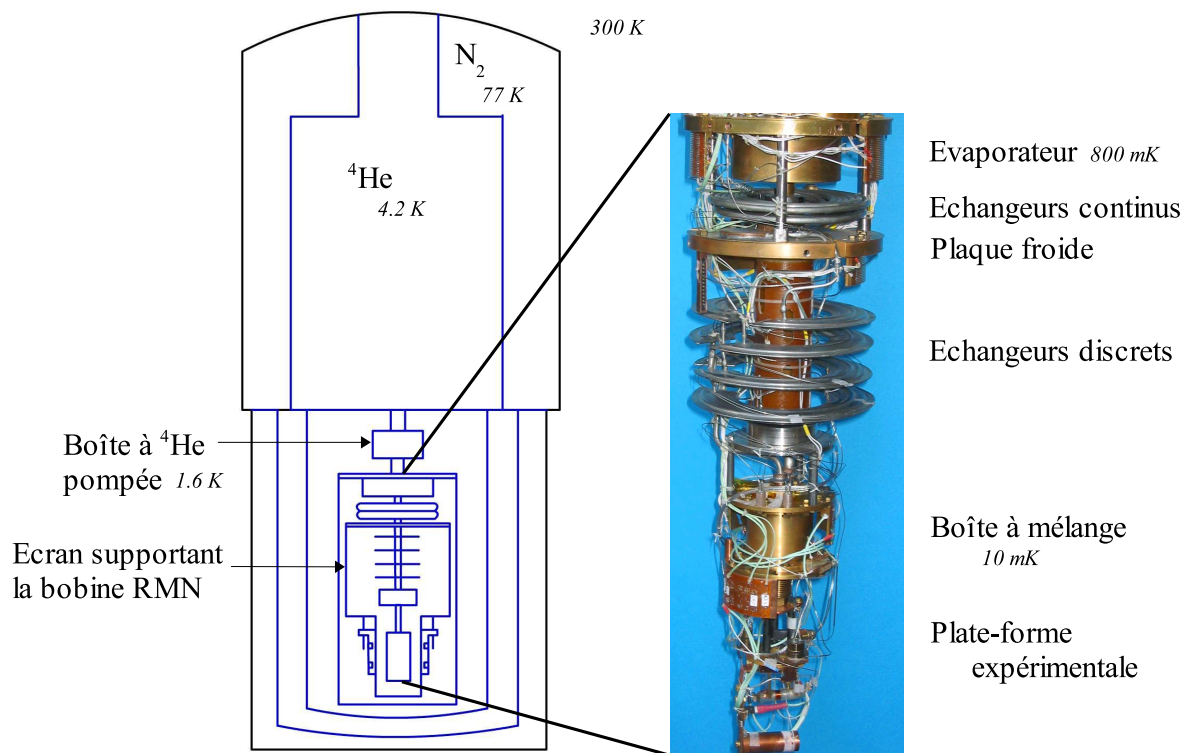 300 K
N₂
77 K
⁴He
4.2 K
Boîte à ⁴He
pompée 1.6 K
Ecran supportant
la bobine RMN
Evaporateur 800 mK
Echangeurs continus
Plaque froide
Echangeurs discrets
Boîte à mélange
10 mK
Plate-forme
expérimentale